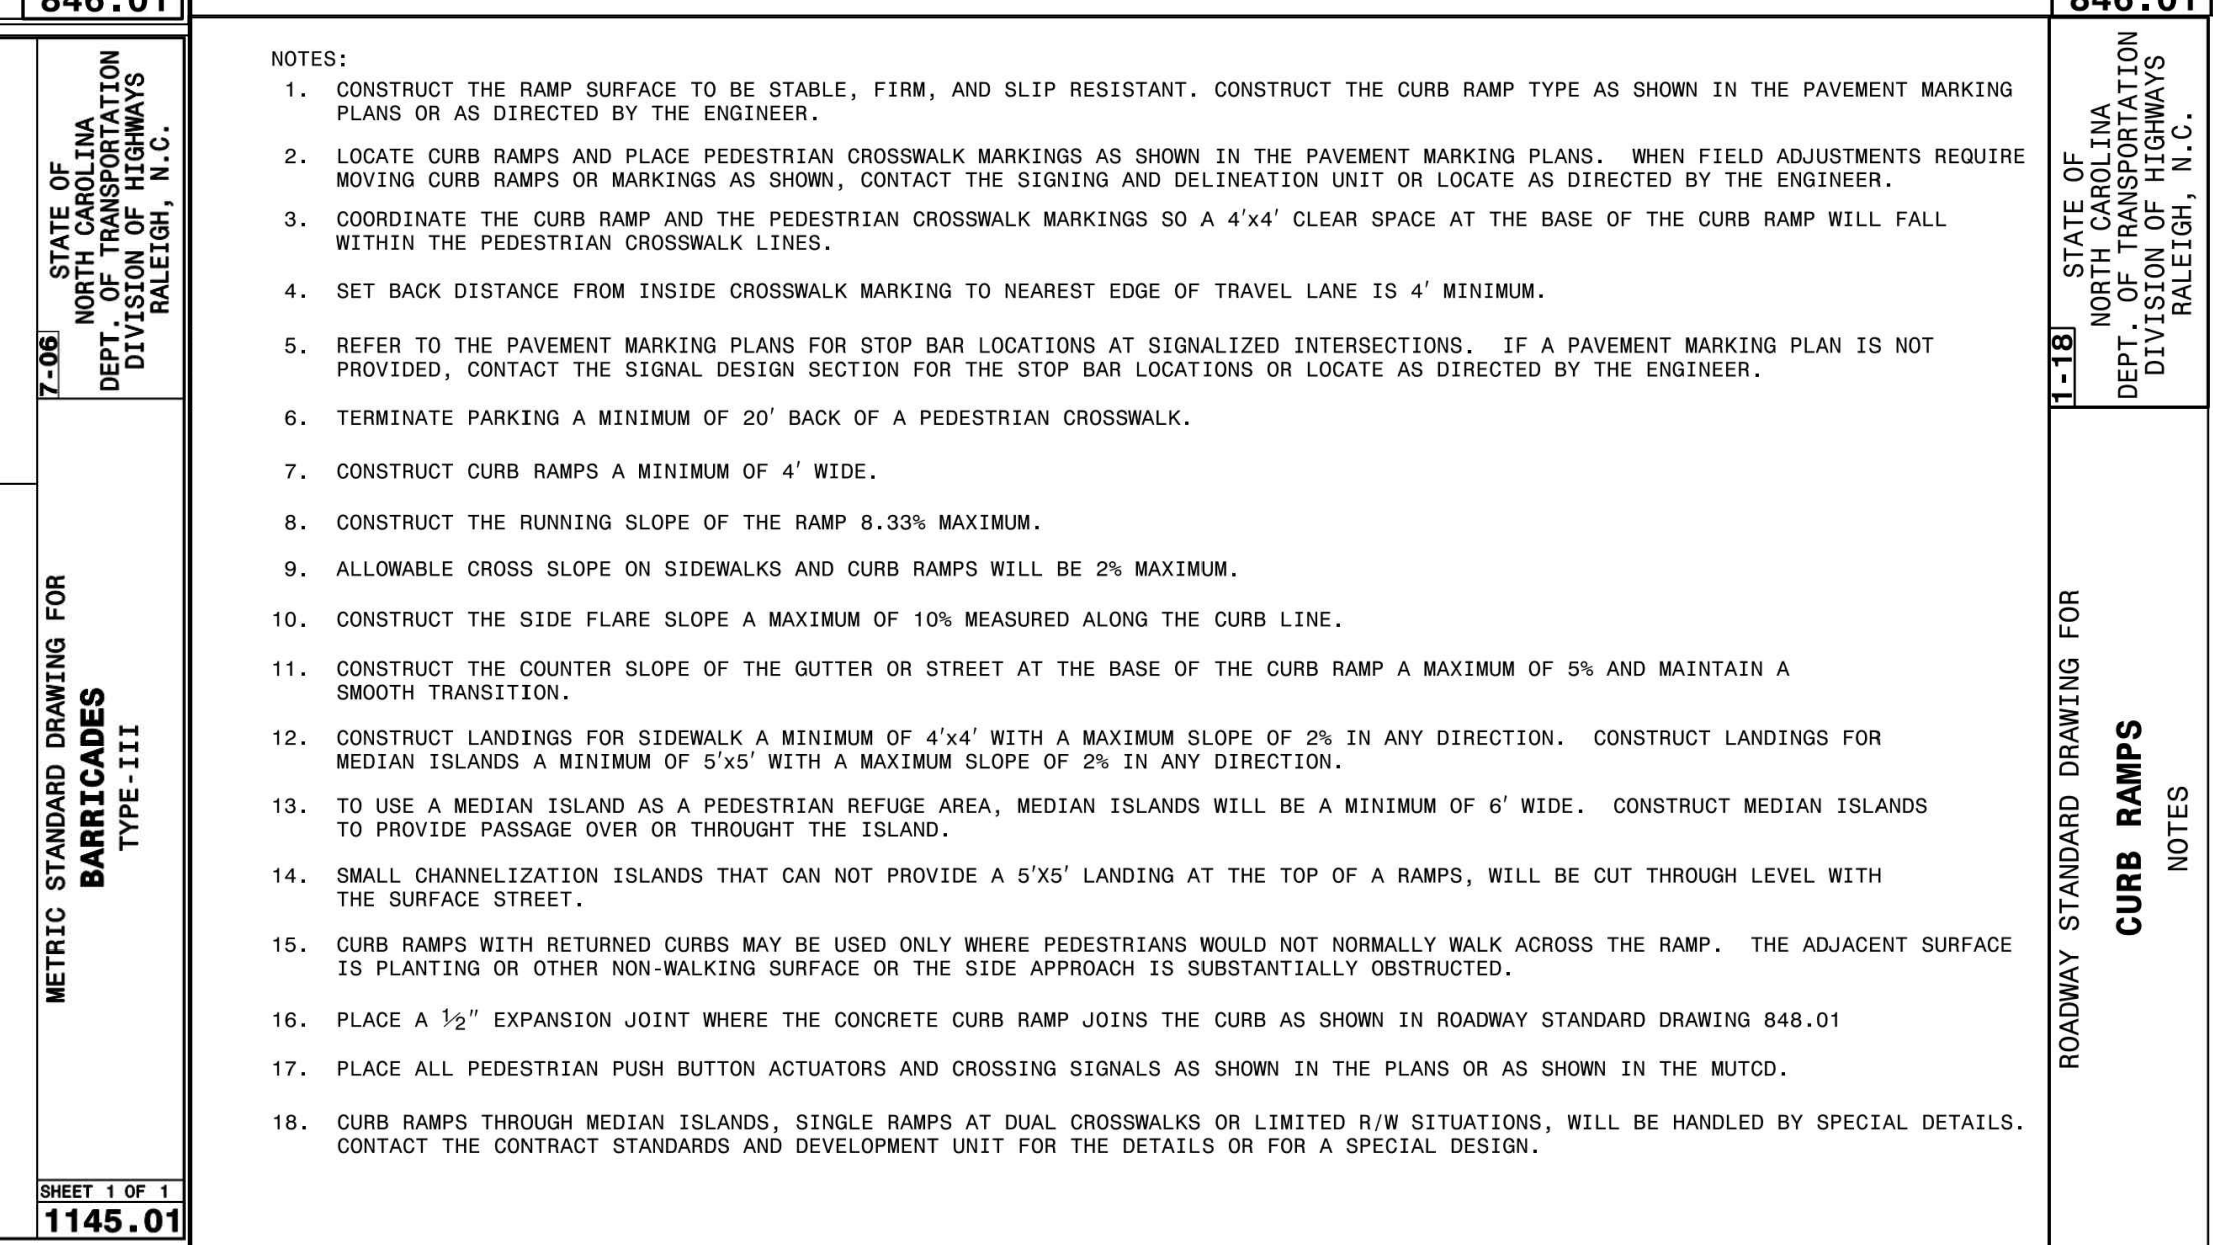 846.01
846.01
7-06
STATE OF
NORTH CAROLINA
DEPT. OF TRANSPORTATION
DIVISION OF HIGHWAYS
RALEIGH, N.C.
METRIC STANDARD DRAWING FOR
BARRICADES
TYPE-III
SHEET 1 OF 1
1145.01
NOTES:
1. CONSTRUCT THE RAMP SURFACE TO BE STABLE, FIRM, AND SLIP RESISTANT. CONSTRUCT THE CURB RAMP TYPE AS SHOWN IN THE PAVEMENT MARKING
PLANS OR AS DIRECTED BY THE ENGINEER.
2. LOCATE CURB RAMPS AND PLACE PEDESTRIAN CROSSWALK MARKINGS AS SHOWN IN THE PAVEMENT MARKING PLANS. WHEN FIELD ADJUSTMENTS REQUIRE
MOVING CURB RAMPS OR MARKINGS AS SHOWN, CONTACT THE SIGNING AND DELINEATION UNIT OR LOCATE AS DIRECTED BY THE ENGINEER.
3. COORDINATE THE CURB RAMP AND THE PEDESTRIAN CROSSWALK MARKINGS SO A 4'x4' CLEAR SPACE AT THE BASE OF THE CURB RAMP WILL FALL
WITHIN THE PEDESTRIAN CROSSWALK LINES.
4. SET BACK DISTANCE FROM INSIDE CROSSWALK MARKING TO NEAREST EDGE OF TRAVEL LANE IS 4' MINIMUM.
5. REFER TO THE PAVEMENT MARKING PLANS FOR STOP BAR LOCATIONS AT SIGNALIZED INTERSECTIONS. IF A PAVEMENT MARKING PLAN IS NOT
PROVIDED, CONTACT THE SIGNAL DESIGN SECTION FOR THE STOP BAR LOCATIONS OR LOCATE AS DIRECTED BY THE ENGINEER.
6. TERMINATE PARKING A MINIMUM OF 20' BACK OF A PEDESTRIAN CROSSWALK.
7. CONSTRUCT CURB RAMPS A MINIMUM OF 4' WIDE.
8. CONSTRUCT THE RUNNING SLOPE OF THE RAMP 8.33% MAXIMUM.
9. ALLOWABLE CROSS SLOPE ON SIDEWALKS AND CURB RAMPS WILL BE 2% MAXIMUM.
10. CONSTRUCT THE SIDE FLARE SLOPE A MAXIMUM OF 10% MEASURED ALONG THE CURB LINE.
11. CONSTRUCT THE COUNTER SLOPE OF THE GUTTER OR STREET AT THE BASE OF THE CURB RAMP A MAXIMUM OF 5% AND MAINTAIN A
SMOOTH TRANSITION.
12. CONSTRUCT LANDINGS FOR SIDEWALK A MINIMUM OF 4'x4' WITH A MAXIMUM SLOPE OF 2% IN ANY DIRECTION. CONSTRUCT LANDINGS FOR
MEDIAN ISLANDS A MINIMUM OF 5'x5' WITH A MAXIMUM SLOPE OF 2% IN ANY DIRECTION.
13. TO USE A MEDIAN ISLAND AS A PEDESTRIAN REFUGE AREA, MEDIAN ISLANDS WILL BE A MINIMUM OF 6' WIDE. CONSTRUCT MEDIAN ISLANDS
TO PROVIDE PASSAGE OVER OR THROUGHT THE ISLAND.
14. SMALL CHANNELIZATION ISLANDS THAT CAN NOT PROVIDE A 5'X5' LANDING AT THE TOP OF A RAMPS, WILL BE CUT THROUGH LEVEL WITH
THE SURFACE STREET.
15. CURB RAMPS WITH RETURNED CURBS MAY BE USED ONLY WHERE PEDESTRIANS WOULD NOT NORMALLY WALK ACROSS THE RAMP. THE ADJACENT SURFACE
IS PLANTING OR OTHER NON-WALKING SURFACE OR THE SIDE APPROACH IS SUBSTANTIALLY OBSTRUCTED.
16. PLACE A ½" EXPANSION JOINT WHERE THE CONCRETE CURB RAMP JOINS THE CURB AS SHOWN IN ROADWAY STANDARD DRAWING 848.01
17. PLACE ALL PEDESTRIAN PUSH BUTTON ACTUATORS AND CROSSING SIGNALS AS SHOWN IN THE PLANS OR AS SHOWN IN THE MUTCD.
18. CURB RAMPS THROUGH MEDIAN ISLANDS, SINGLE RAMPS AT DUAL CROSSWALKS OR LIMITED R/W SITUATIONS, WILL BE HANDLED BY SPECIAL DETAILS.
CONTACT THE CONTRACT STANDARDS AND DEVELOPMENT UNIT FOR THE DETAILS OR FOR A SPECIAL DESIGN.
1-18
STATE OF
NORTH CAROLINA
DEPT. OF TRANSPORTATION
DIVISION OF HIGHWAYS
RALEIGH, N.C.
ROADWAY STANDARD DRAWING FOR
CURB RAMPS
NOTES